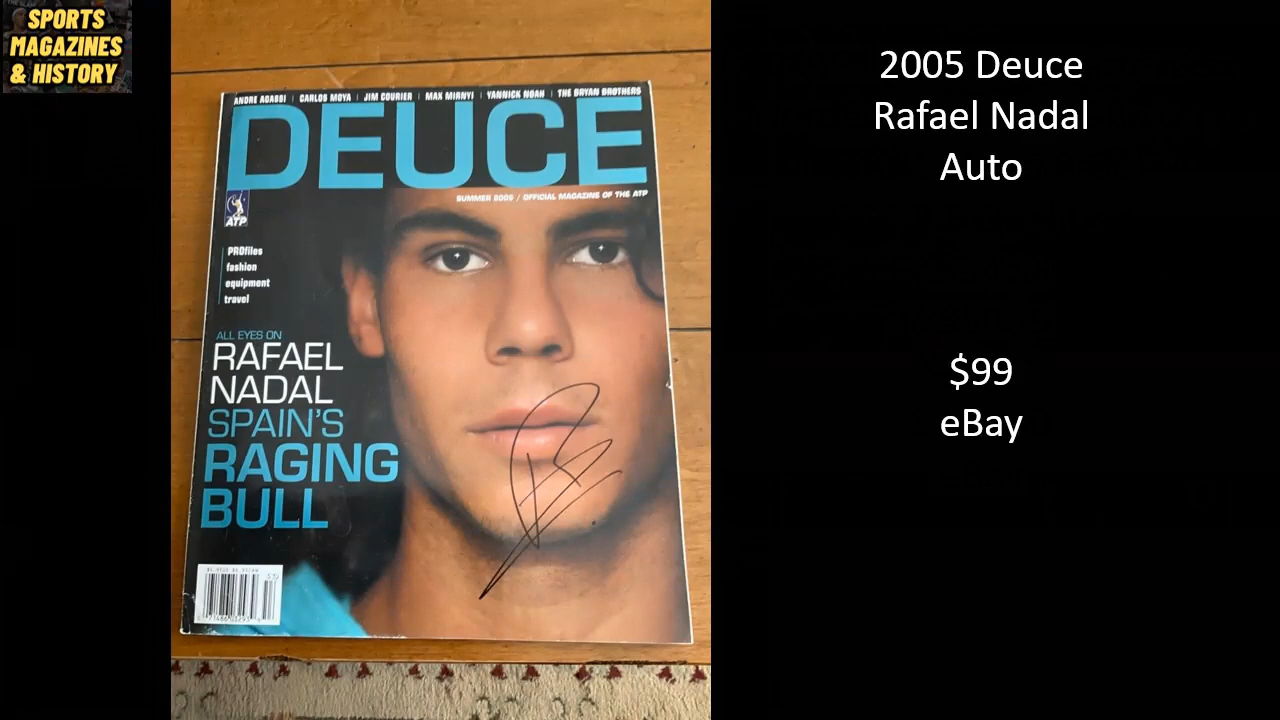 SPORTS
MAGAZINES
& HISTORY
ANDRE AGASSI | CARLOS MOYA | JIM COURIER | MAX MIRNYI | YANNICK NOAH | THE BRYAN BROTHERS
DEUCE
SUMMER 2005 / OFFICIAL MAGAZINE OF THE ATP
ATP
PROfiles
fashion
equipment
travel
ALL EYES ON
RAFAEL
NADAL
SPAIN'S
RAGING
BULL
2005 Deuce
Rafael Nadal
Auto
$99
eBay